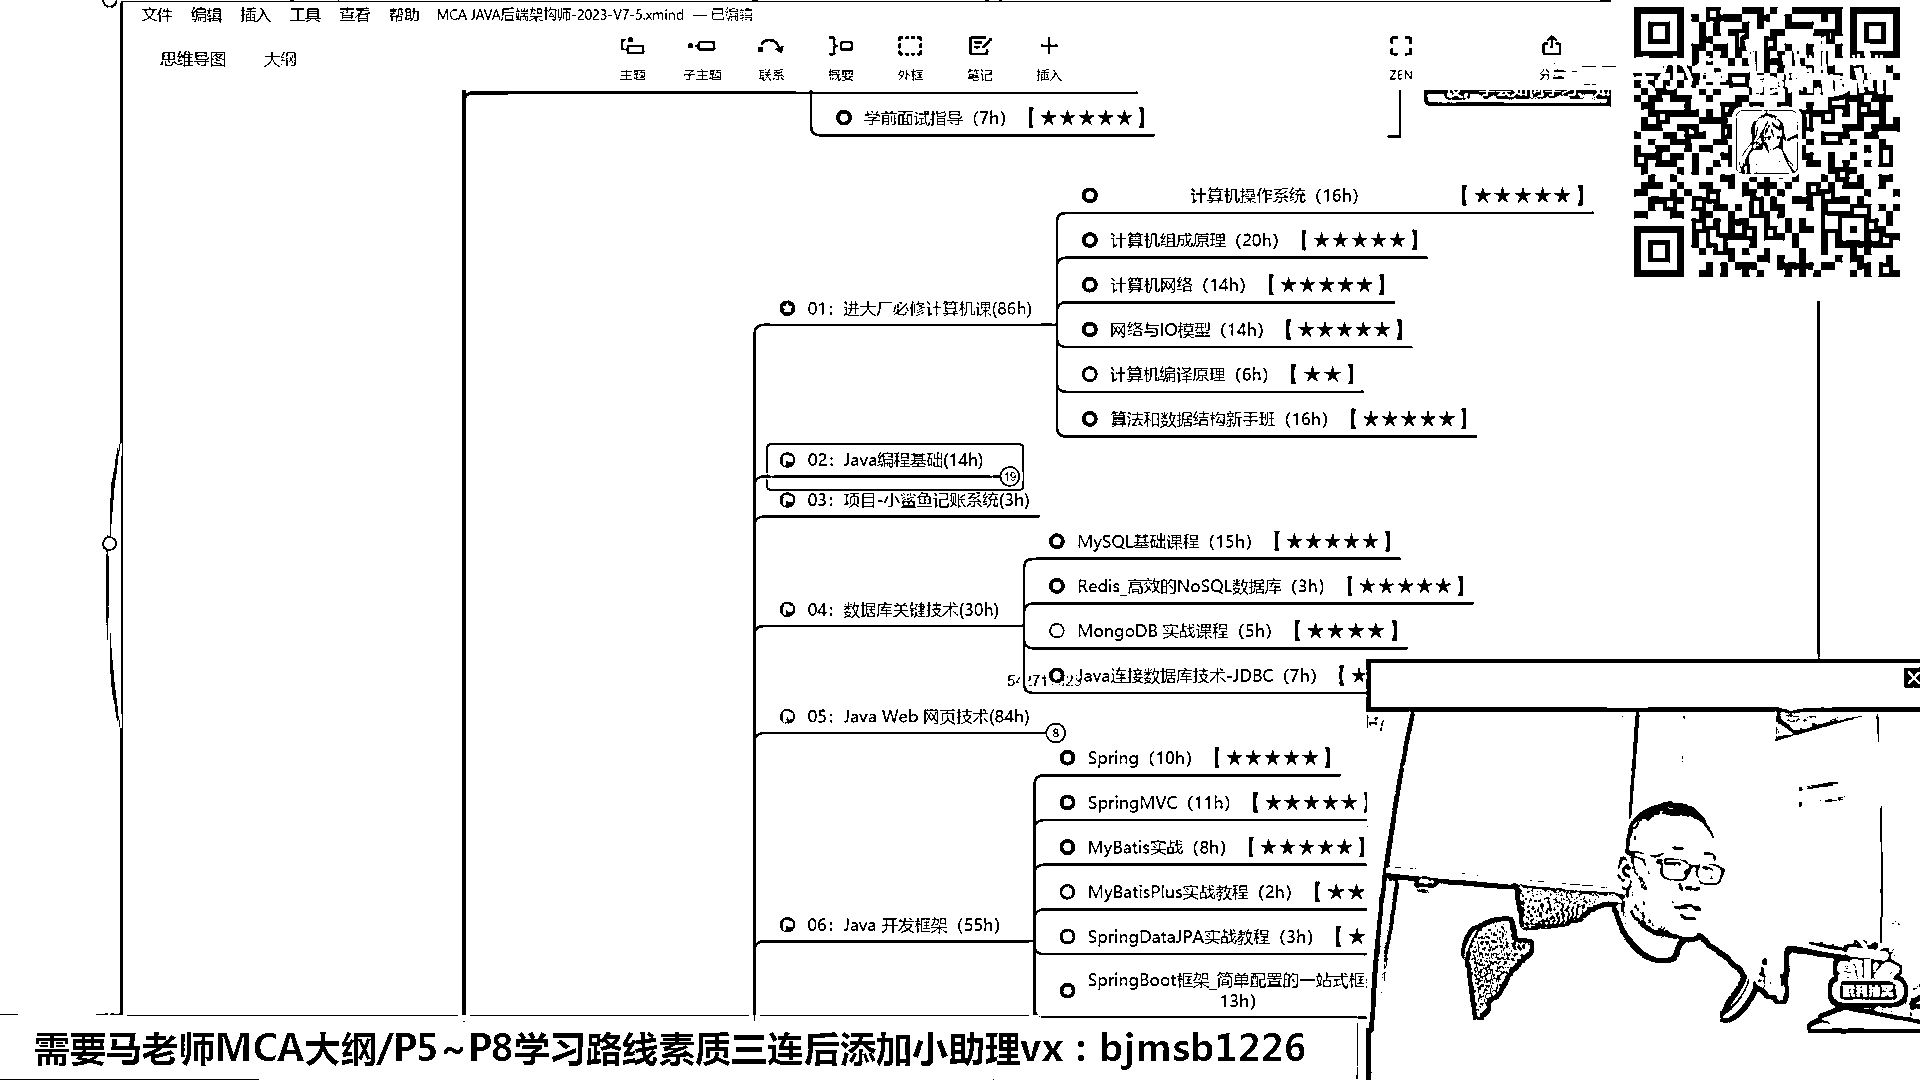 文件 编辑 插入 工具 查看 帮助 MCA JAVA后端架构师-2023-V7-5.xmind — 已编辑
思维导图 大纲
主题 子主题 联系 概要 外框 笔记 插入 ZEN
学前面试指导（7h）【★★★★★】
计算机操作系统（16h）【★★★★★】
计算机组成原理（20h）【★★★★★】
计算机网络（14h）【★★★★★】
01：进大厂必修计算机课(86h)
网络与IO模型（14h）【★★★★★】
计算机编译原理（6h）【★★】
算法和数据结构新手班（16h）【★★★★★】
02：Java编程基础(14h)
19
03：项目-小鲨鱼记账系统(3h)
MySQL基础课程（15h）【★★★★★】
Redis_高效的NoSQL数据库（3h）【★★★★★】
04：数据库关键技术(30h)
MongoDB 实战课程（5h）【★★★★】
Java连接数据库技术-JDBC（7h）【★
05：Java Web 网页技术(84h)
8
Spring（10h）【★★★★★】
SpringMVC（11h）【★★★★★】
MyBatis实战（8h）【★★★★★】
MyBatisPlus实战教程（2h）【★★
06：Java 开发框架（55h）
SpringDataJPA实战教程（3h）【★
SpringBoot框架_简单配置的一站式框
13h)
需要马老师MCA大纲/P5~P8学习路线素质三连后添加小助理vx：bjmsb1226